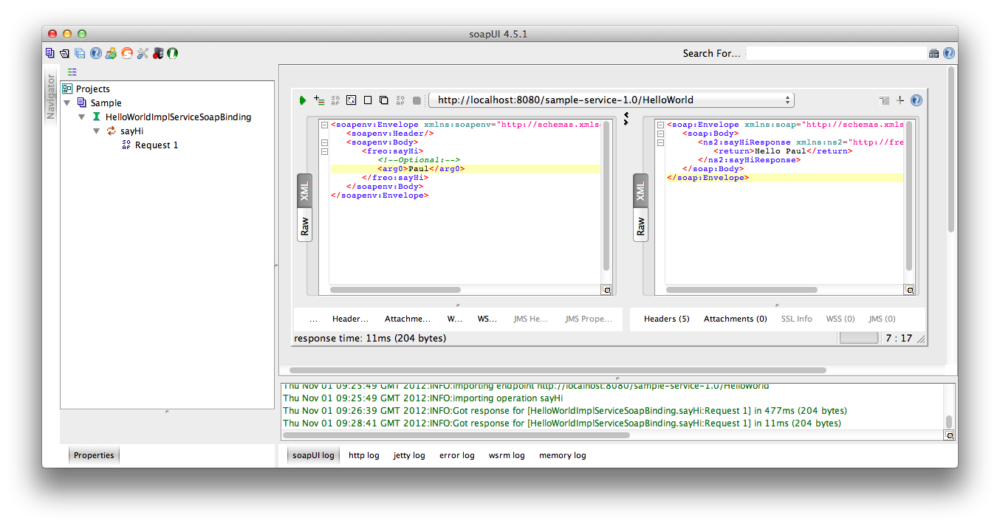 soapUI 4.5.1
Search For...
Navigator
Projects
Sample
HelloWorldImplServiceSoapBinding
sayHi
SO AP Request 1
http://localhost:8080/sample-service-1.0/HelloWorld
XML
Raw
<soapenv:Envelope xmlns:soapenv="http://schemas.xmls
<soapenv:Header/>
<soapenv:Body>
<freo:sayHi>
<!--Optional:-->
<arg0>Paul</arg0>
</freo:sayHi>
</soapenv:Body>
</soapenv:Envelope>
XML
Raw
<soap:Envelope xmlns:soap="http://schemas.xmls
<soap:Body>
<ns2:sayHiResponse xmlns:ns2="http://fre
<return>Hello Paul</return>
</ns2:sayHiResponse>
</soap:Body>
</soap:Envelope>
... Header... Attachme... W... WS... JMS He... JMS Prope...
Headers (5) Attachments (0) SSL Info WSS (0) JMS (0)
response time: 11ms (204 bytes)
7 : 17
Thu Nov 01 09:25:49 GMT 2012:INFO:importing endpoint http://localhost:8080/sample-service-1.0/HelloWorld
Thu Nov 01 09:25:49 GMT 2012:INFO:importing operation sayHi
Thu Nov 01 09:26:39 GMT 2012:INFO:Got response for [HelloWorldImplServiceSoapBinding.sayHi:Request 1] in 477ms (204 bytes)
Thu Nov 01 09:28:41 GMT 2012:INFO:Got response for [HelloWorldImplServiceSoapBinding.sayHi:Request 1] in 11ms (204 bytes)
Properties
soapUI log http log jetty log error log wsrm log memory log